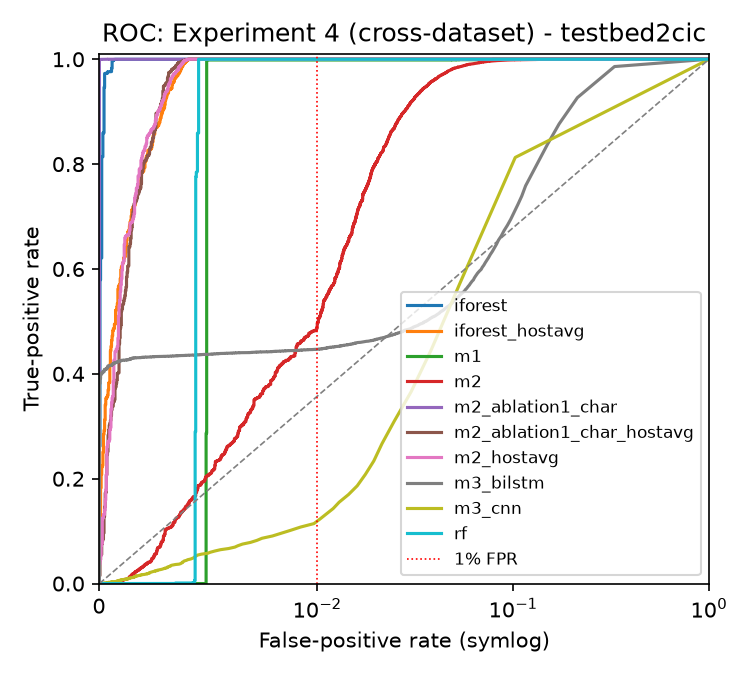 ROC: Experiment 4 (cross-dataset) - testbed2cic
True-positive rate
1.0
0.8
0.6
0.4
0.2
0.0
iforest
iforest_hostavg
m1
m2
m2_ablation1_char
m2_ablation1_char_hostavg
m2_hostavg
m3_bilstm
m3_cnn
rf
1% FPR
0 0 10⁻² 10⁻¹ 10⁰
False-positive rate (symlog)